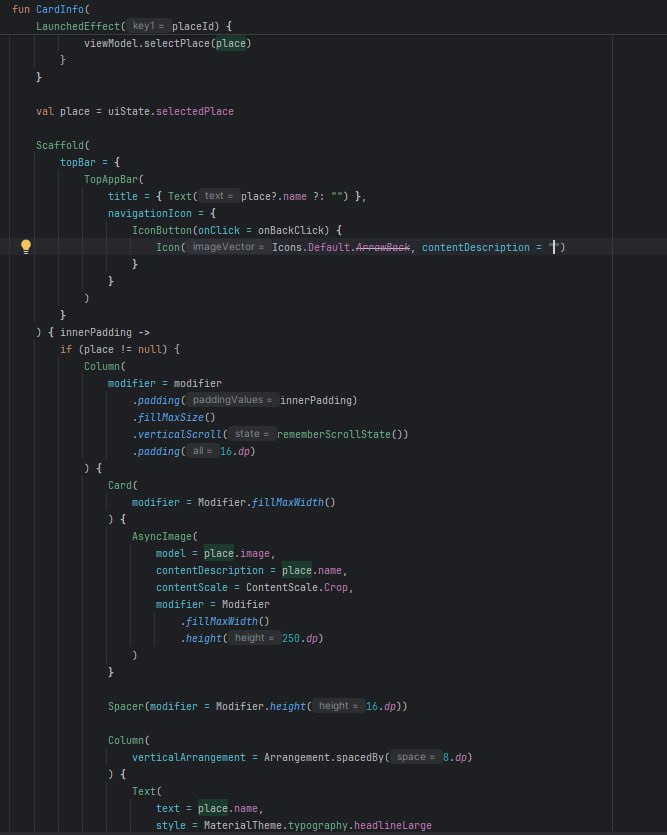 fun CardInfo(
    LaunchedEffect( key1 = placeId) {
            viewModel.selectPlace(place)
        }
    }

    val place = uiState.selectedPlace

    Scaffold(
        topBar = {
            TopAppBar(
                title = { Text( text = place?.name ?: "") },
                navigationIcon = {
                    IconButton(onClick = onBackClick) {
                        Icon( imageVector = Icons.Default.ArrowBack, contentDescription = "")
                    }
                }
            )
        }
    ) { innerPadding ->
        if (place != null) {
            Column(
                modifier = modifier
                    .padding( paddingValues = innerPadding)
                    .fillMaxSize()
                    .verticalScroll( state = rememberScrollState())
                    .padding( all = 16.dp)
            ) {
                Card(
                    modifier = Modifier.fillMaxWidth()
                ) {
                    AsyncImage(
                        model = place.image,
                        contentDescription = place.name,
                        contentScale = ContentScale.Crop,
                        modifier = Modifier
                            .fillMaxWidth()
                            .height( height = 250.dp)
                    )
                }

                Spacer(modifier = Modifier.height( height = 16.dp))

                Column(
                    verticalArrangement = Arrangement.spacedBy( space = 8.dp)
                ) {
                    Text(
                        text = place.name,
                        style = MaterialTheme.typography.headlineLarge